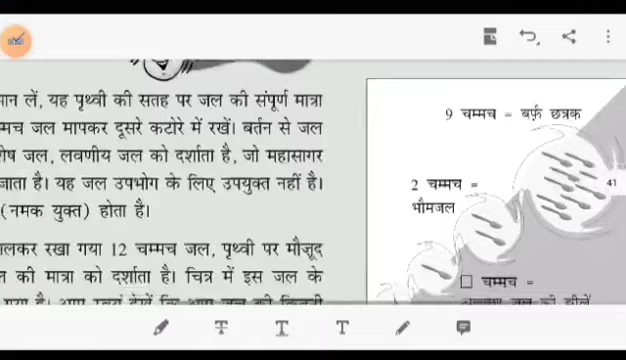 मान लें, यह पृथ्वी की सतह पर जल की संपूर्ण मात्रा
म्मच जल मापकर दूसरे कटोरे में रखें। बर्तन से जल
शेष जल, लवणीय जल को दर्शाता है, जो महासागर
जाता है। यह जल उपभोग के लिए उपयुक्त नहीं है।
(नमक युक्त) होता है।
लकर रखा गया 12 चम्मच जल, पृथ्वी पर मौजूद
की मात्रा को दर्शाता है। चित्र में इस जल के
9 चम्मच = बर्फ़ छत्रक
41
2 चम्मच =
भौमजल
चम्मच =
T
T
T